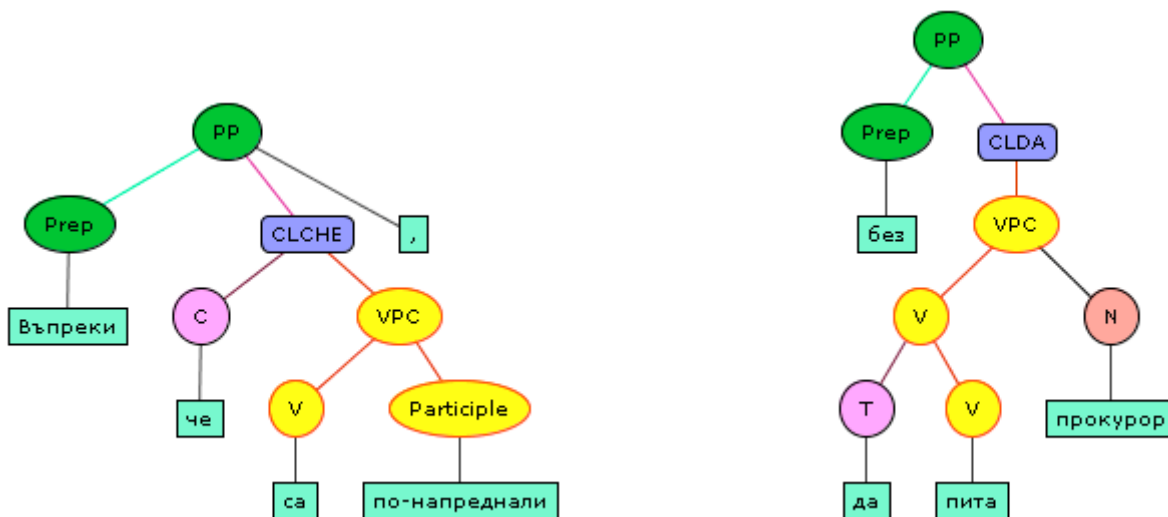 PP
PP
Prep
CLDA
Prep
CLCHE
,
без
VPC
Въпреки
C
VPC
V
N
че
V
Participle
T
V
прокурор
са
по-напреднали
да
пита